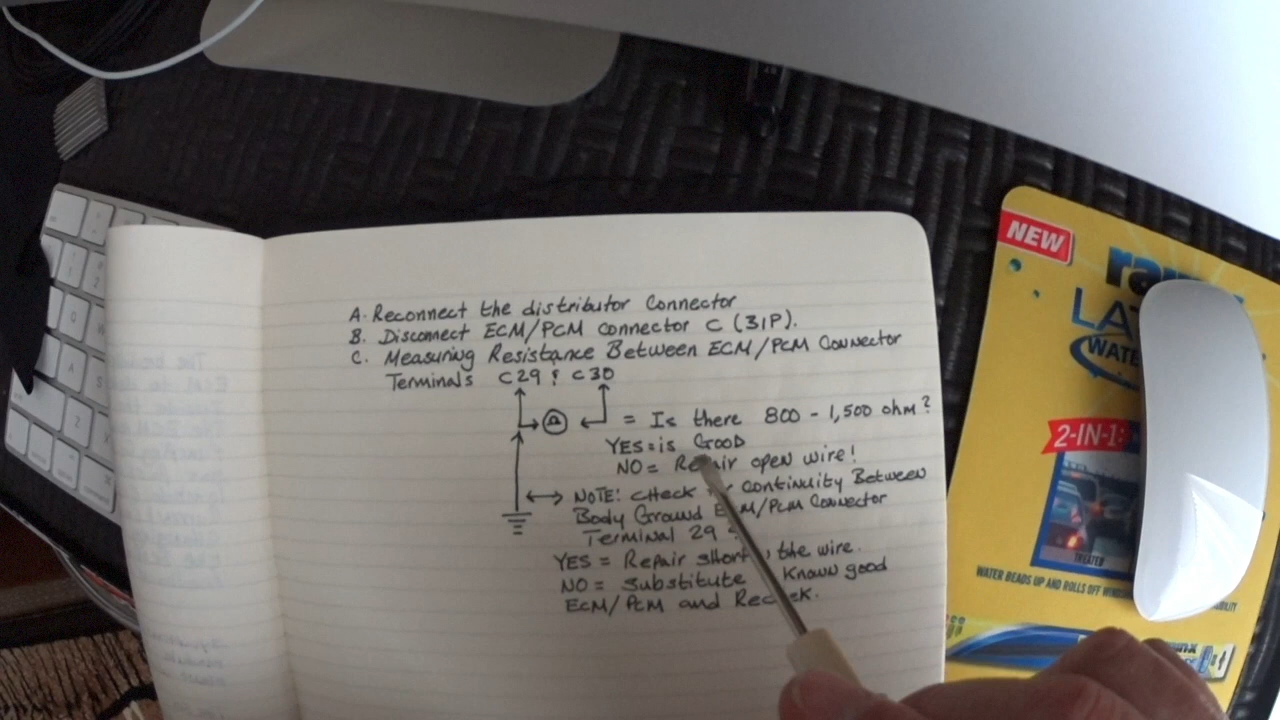 A. Reconnect the distributor Connector
B. Disconnect ECM/PCM connector C (31P).
C. Measuring Resistance Between ECM/PCM Connector
Terminals C29 & C30
Ω = Is there 800 - 1,500 ohm?
YES = is GOOD
NO = Repair open wire!
NOTE: check continuity Between
Body Ground /PCM Connector
Terminal 29
YES = Repair short the wire.
NO = Substitute Known good
ECM/PCM and Recheck.
NEW
LA
WATE
2-IN-1
TREATED
WATER BEADS UP AND ROLLS OFF